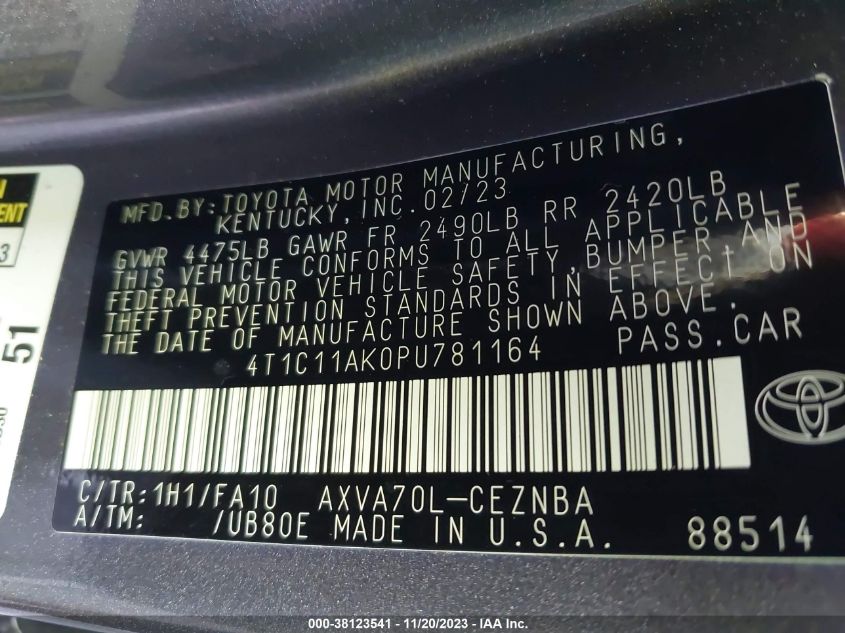 MFD. BY: TOYOTA MOTOR MANUFACTURING,
KENTUCKY, INC. 02/23
GVWR 4475LB GAWR FR 2490LB RR 2420LB
THIS VEHICLE CONFORMS TO ALL APPLICABLE
FEDERAL MOTOR VEHICLE SAFETY, BUMPER, AND
THEFT PREVENTION STANDARDS IN EFFECT ON
THE DATE OF MANUFACTURE SHOWN ABOVE.
4T1C11AK0PU781164 PASS. CAR
C/TR: 1H1/FA10 AXVA70L-CEZNBA
A/TM: /UB80E MADE IN U.S.A. 88514
51
000-38123541 - 11/20/2023 - IAA Inc.